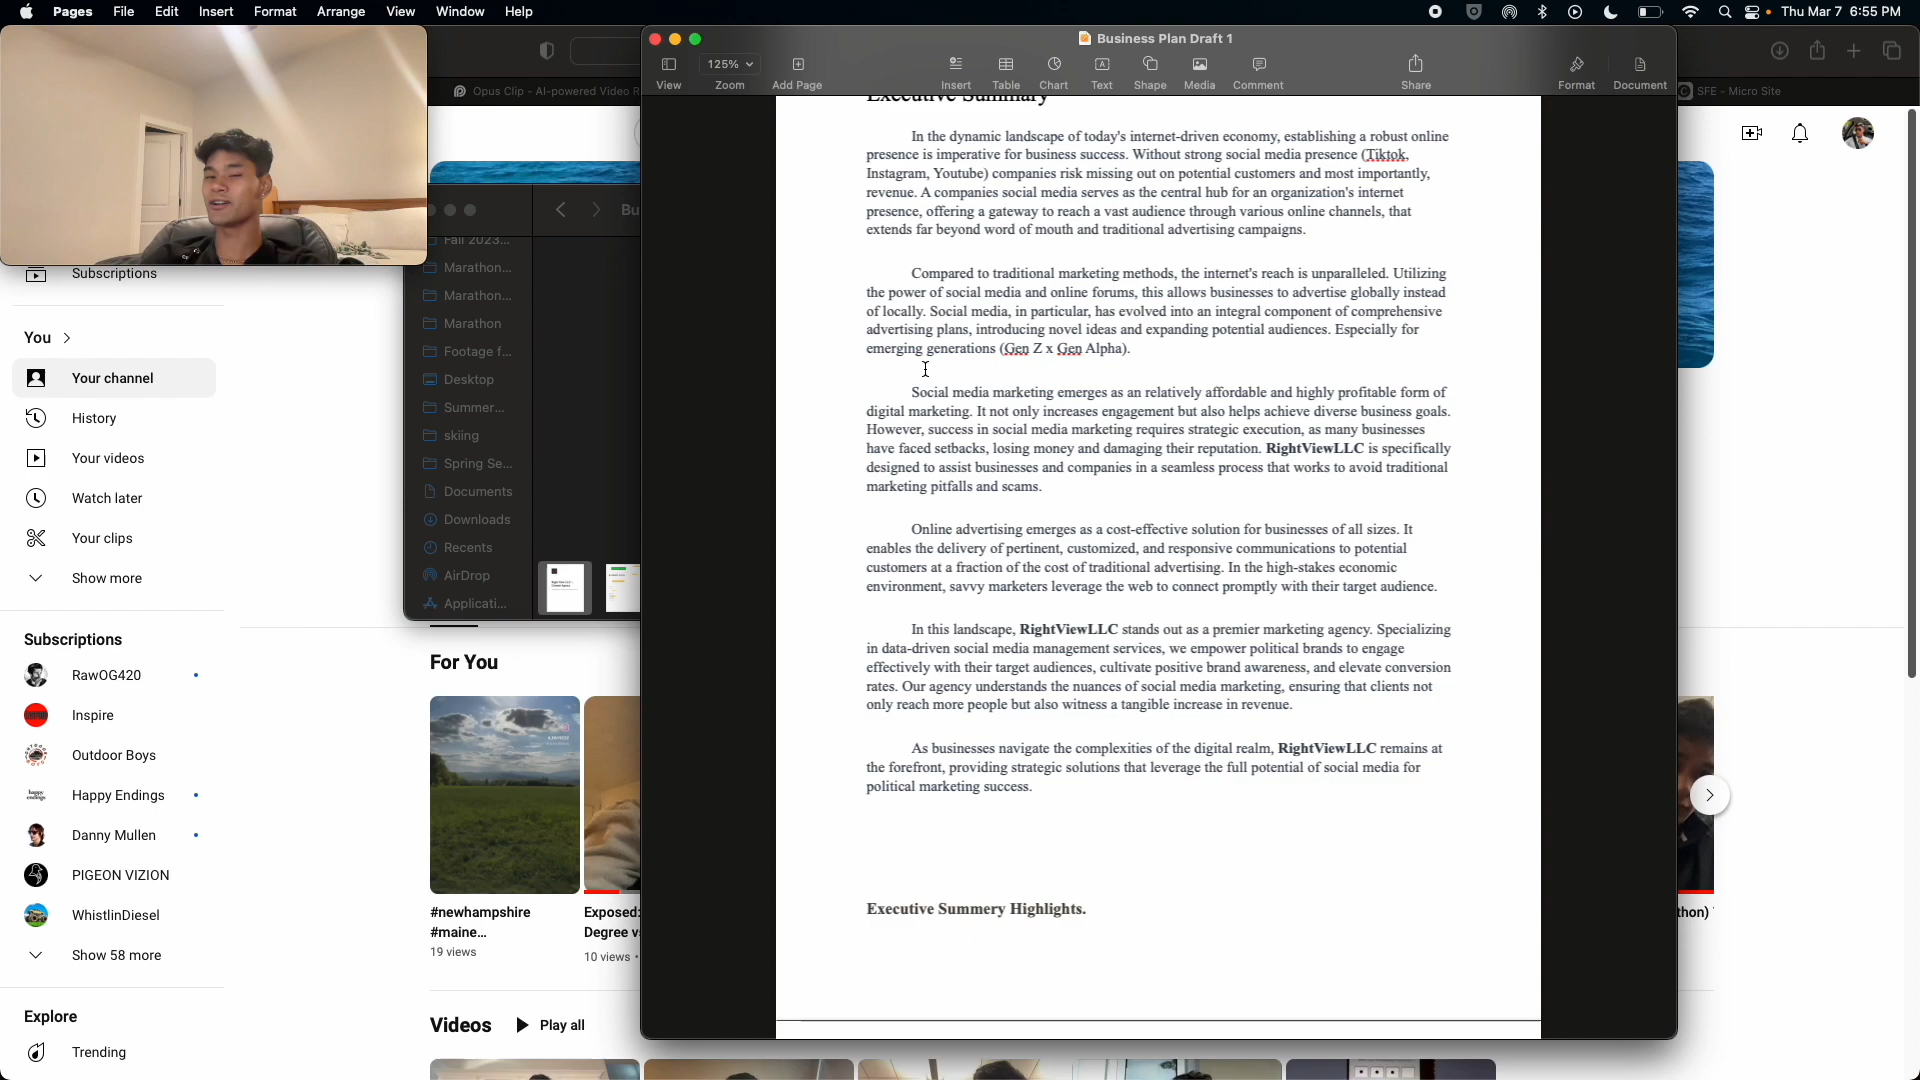 Pages File Edit Insert Format Arrange View Window Help
Thu Mar 7 6:55 PM
Business Plan Draft 1
125%
View Zoom Add Page Insert Table Chart Text Shape Media Comment Share Format Document
Opus Clip - AI-powered Video R
SFE - Micro Site
Executive Summary
In the dynamic landscape of today's internet-driven economy, establishing a robust online
presence is imperative for business success. Without strong social media presence (Tiktok,
Instagram, Youtube) companies risk missing out on potential customers and most importantly,
revenue. A companies social media serves as the central hub for an organization's internet
presence, offering a gateway to reach a vast audience through various online channels, that
extends far beyond word of mouth and traditional advertising campaigns.
Compared to traditional marketing methods, the internet's reach is unparalleled. Utilizing
the power of social media and online forums, this allows businesses to advertise globally instead
of locally. Social media, in particular, has evolved into an integral component of comprehensive
advertising plans, introducing novel ideas and expanding potential audiences. Especially for
emerging generations (Gen Z x Gen Alpha).
Social media marketing emerges as an relatively affordable and highly profitable form of
digital marketing. It not only increases engagement but also helps achieve diverse business goals.
However, success in social media marketing requires strategic execution, as many businesses
have faced setbacks, losing money and damaging their reputation. RightViewLLC is specifically
designed to assist businesses and companies in a seamless process that works to avoid traditional
marketing pitfalls and scams.
Online advertising emerges as a cost-effective solution for businesses of all sizes. It
enables the delivery of pertinent, customized, and responsive communications to potential
customers at a fraction of the cost of traditional advertising. In the high-stakes economic
environment, savvy marketers leverage the web to connect promptly with their target audience.
In this landscape, RightViewLLC stands out as a premier marketing agency. Specializing
in data-driven social media management services, we empower political brands to engage
effectively with their target audiences, cultivate positive brand awareness, and elevate conversion
rates. Our agency understands the nuances of social media marketing, ensuring that clients not
only reach more people but also witness a tangible increase in revenue.
As businesses navigate the complexities of the digital realm, RightViewLLC remains at
the forefront, providing strategic solutions that leverage the full potential of social media for
political marketing success.
Executive Summery Highlights.
Bu
Fall 2023...
Marathon...
Marathon...
Marathon
Footage f...
Desktop
Summer...
skiing
Spring Se...
Documents
Downloads
Recents
AirDrop
Applicati...
Subscriptions
You
Your channel
History
Your videos
Watch later
Your clips
Show more
Subscriptions
RawOG420
Inspire
Outdoor Boys
Happy Endings
Danny Mullen
PIGEON VIZION
WhistlinDiesel
Show 58 more
Explore
Trending
For You
#newhampshire
#maine...
19 views
Exposed:
Degree v
10 views •
thon)
Videos Play all